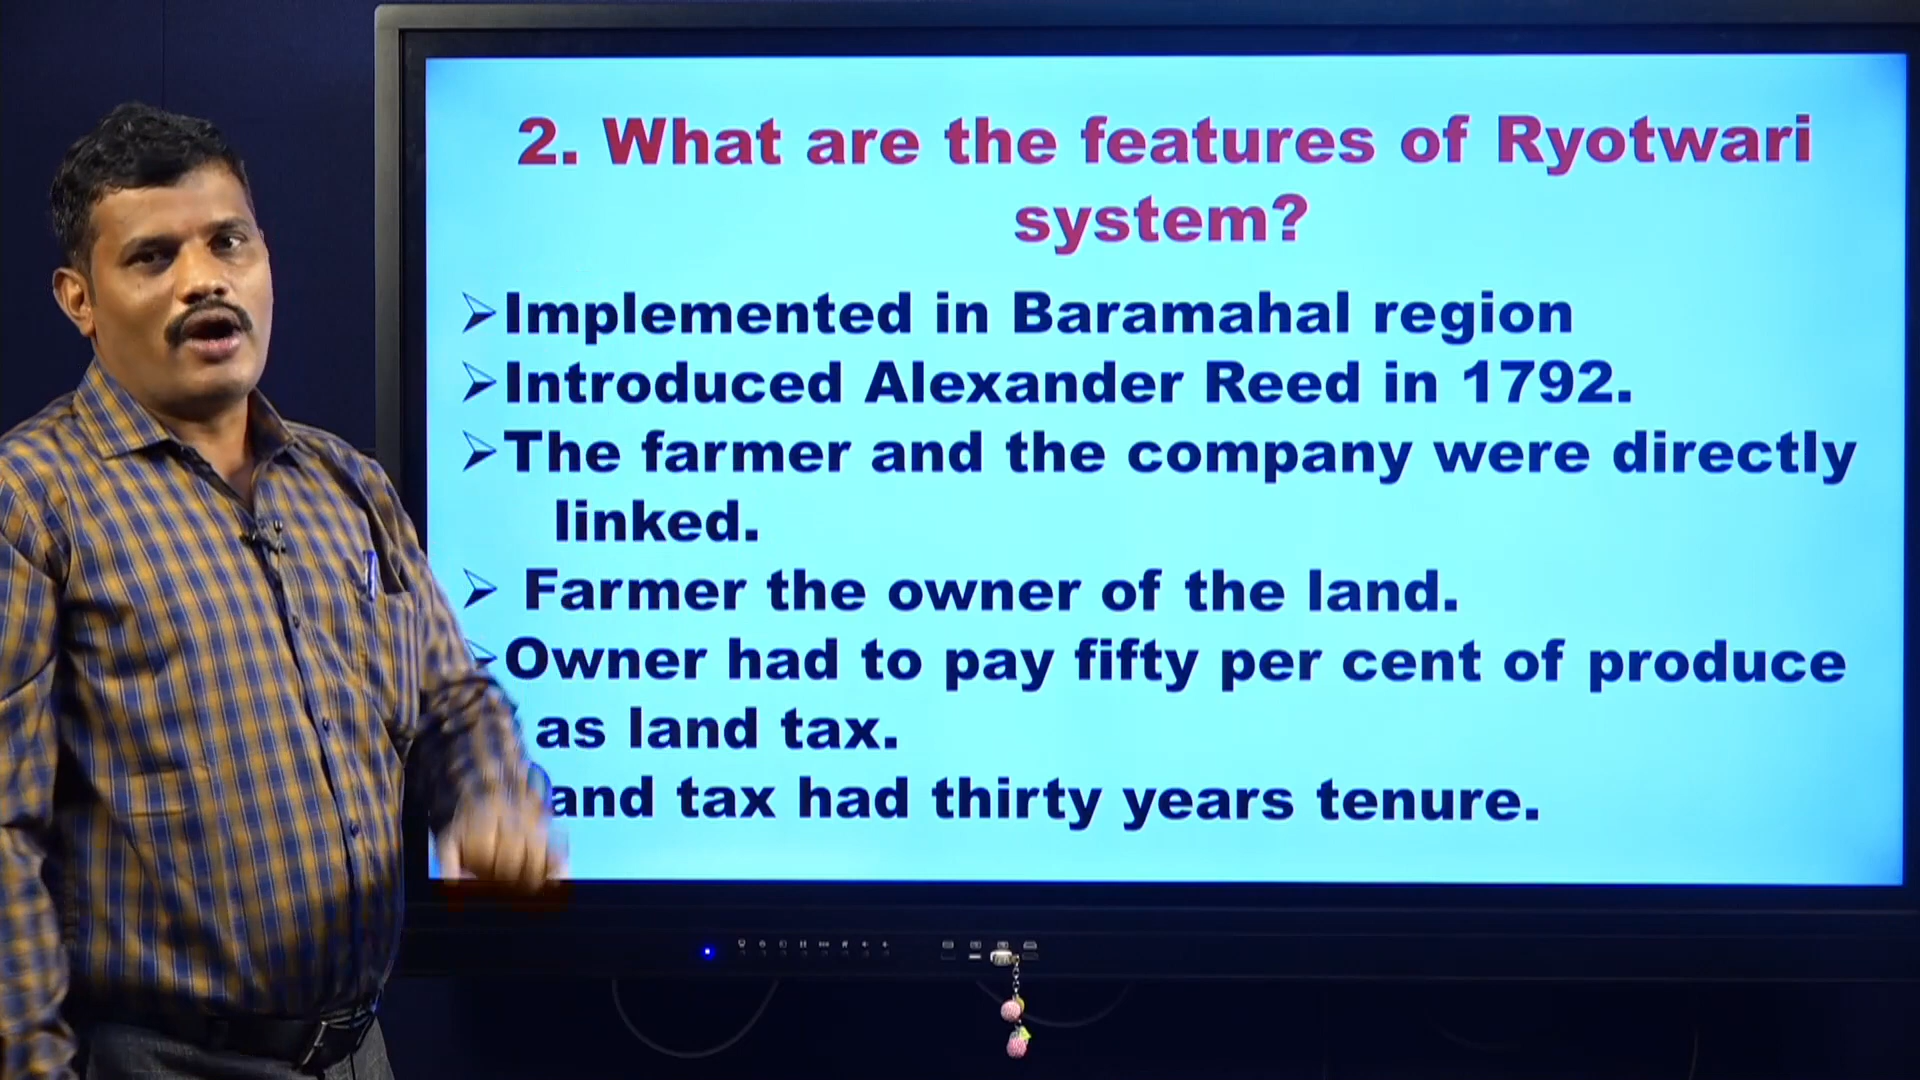 2. What are the features of Ryotwari
system?
➢Implemented in Baramahal region
➢Introduced Alexander Reed in 1792.
➢The farmer and the company were directly
linked.
➢ Farmer the owner of the land.
➢Owner had to pay fifty per cent of produce
as land tax.
and tax had thirty years tenure.